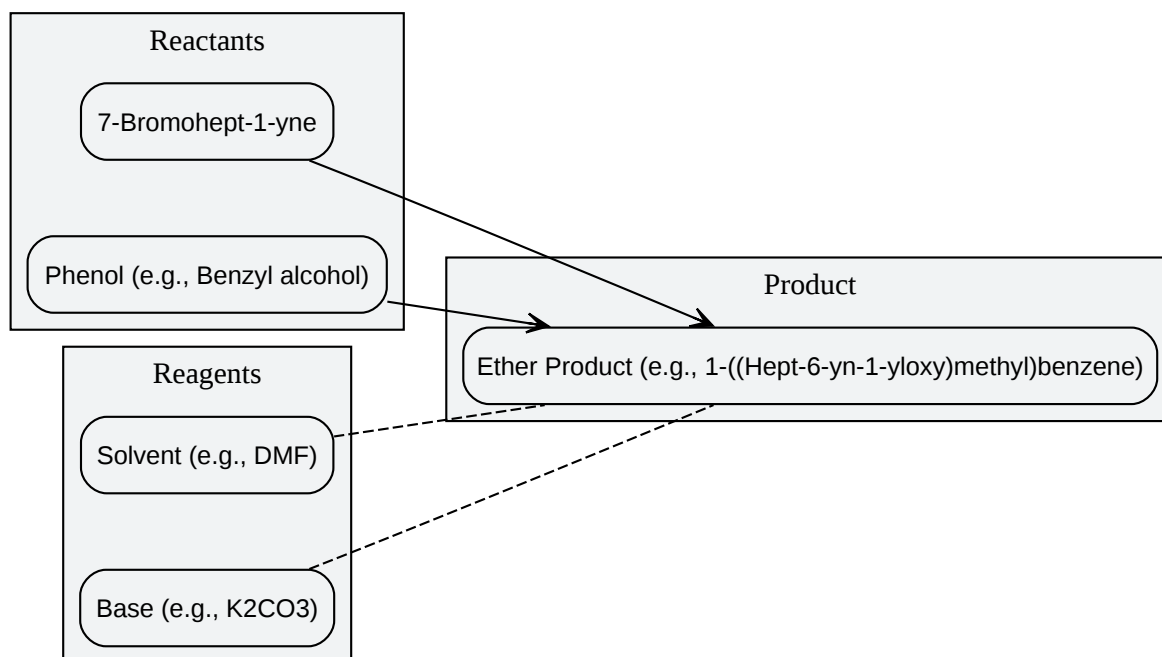 Reactants
7-Bromohept-1-yne
Phenol (e.g., Benzyl alcohol)
Product
Ether Product (e.g., 1-((Hept-6-yn-1-yloxy)methyl)benzene)
Reagents
Solvent (e.g., DMF)
Base (e.g., K2CO3)